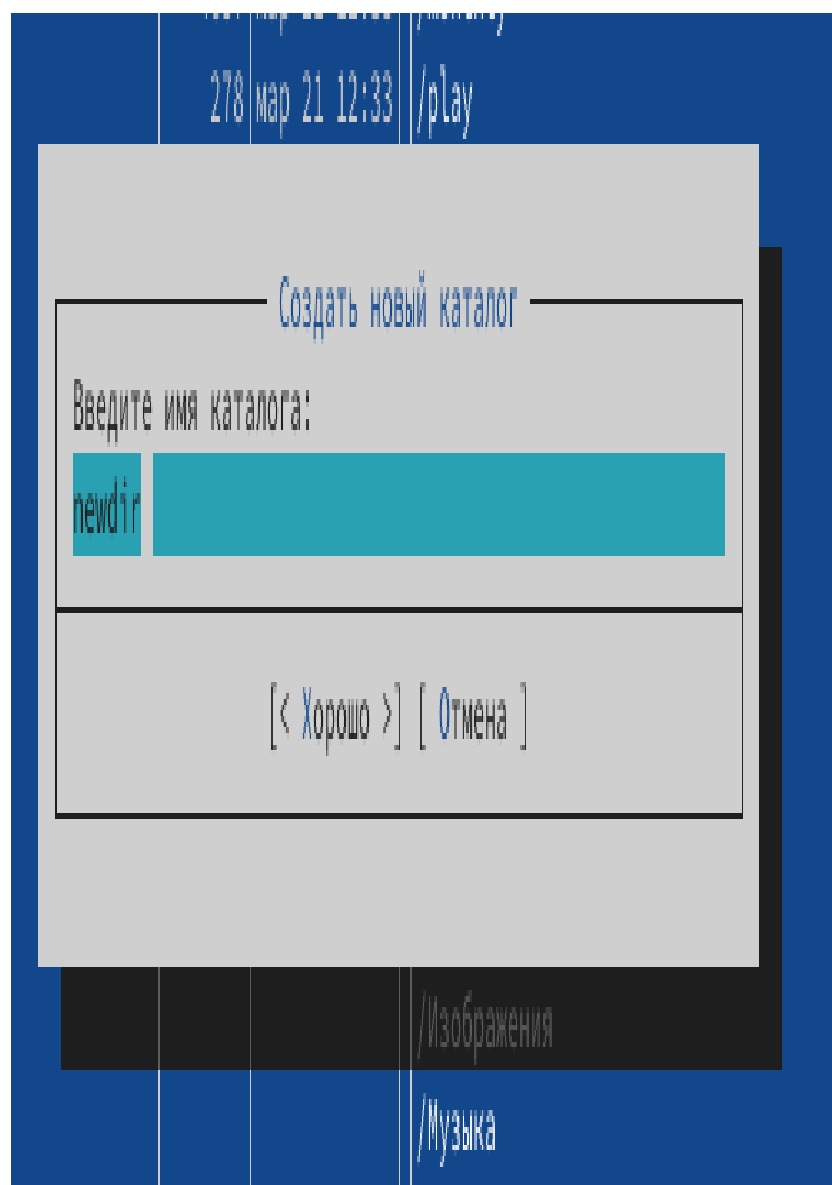 278 мар 21 12:33 /play
Создать новый каталог
Введите имя каталога:
newdir
[< Хорошо >] [ Отмена ]
/Изображения
/Музыка